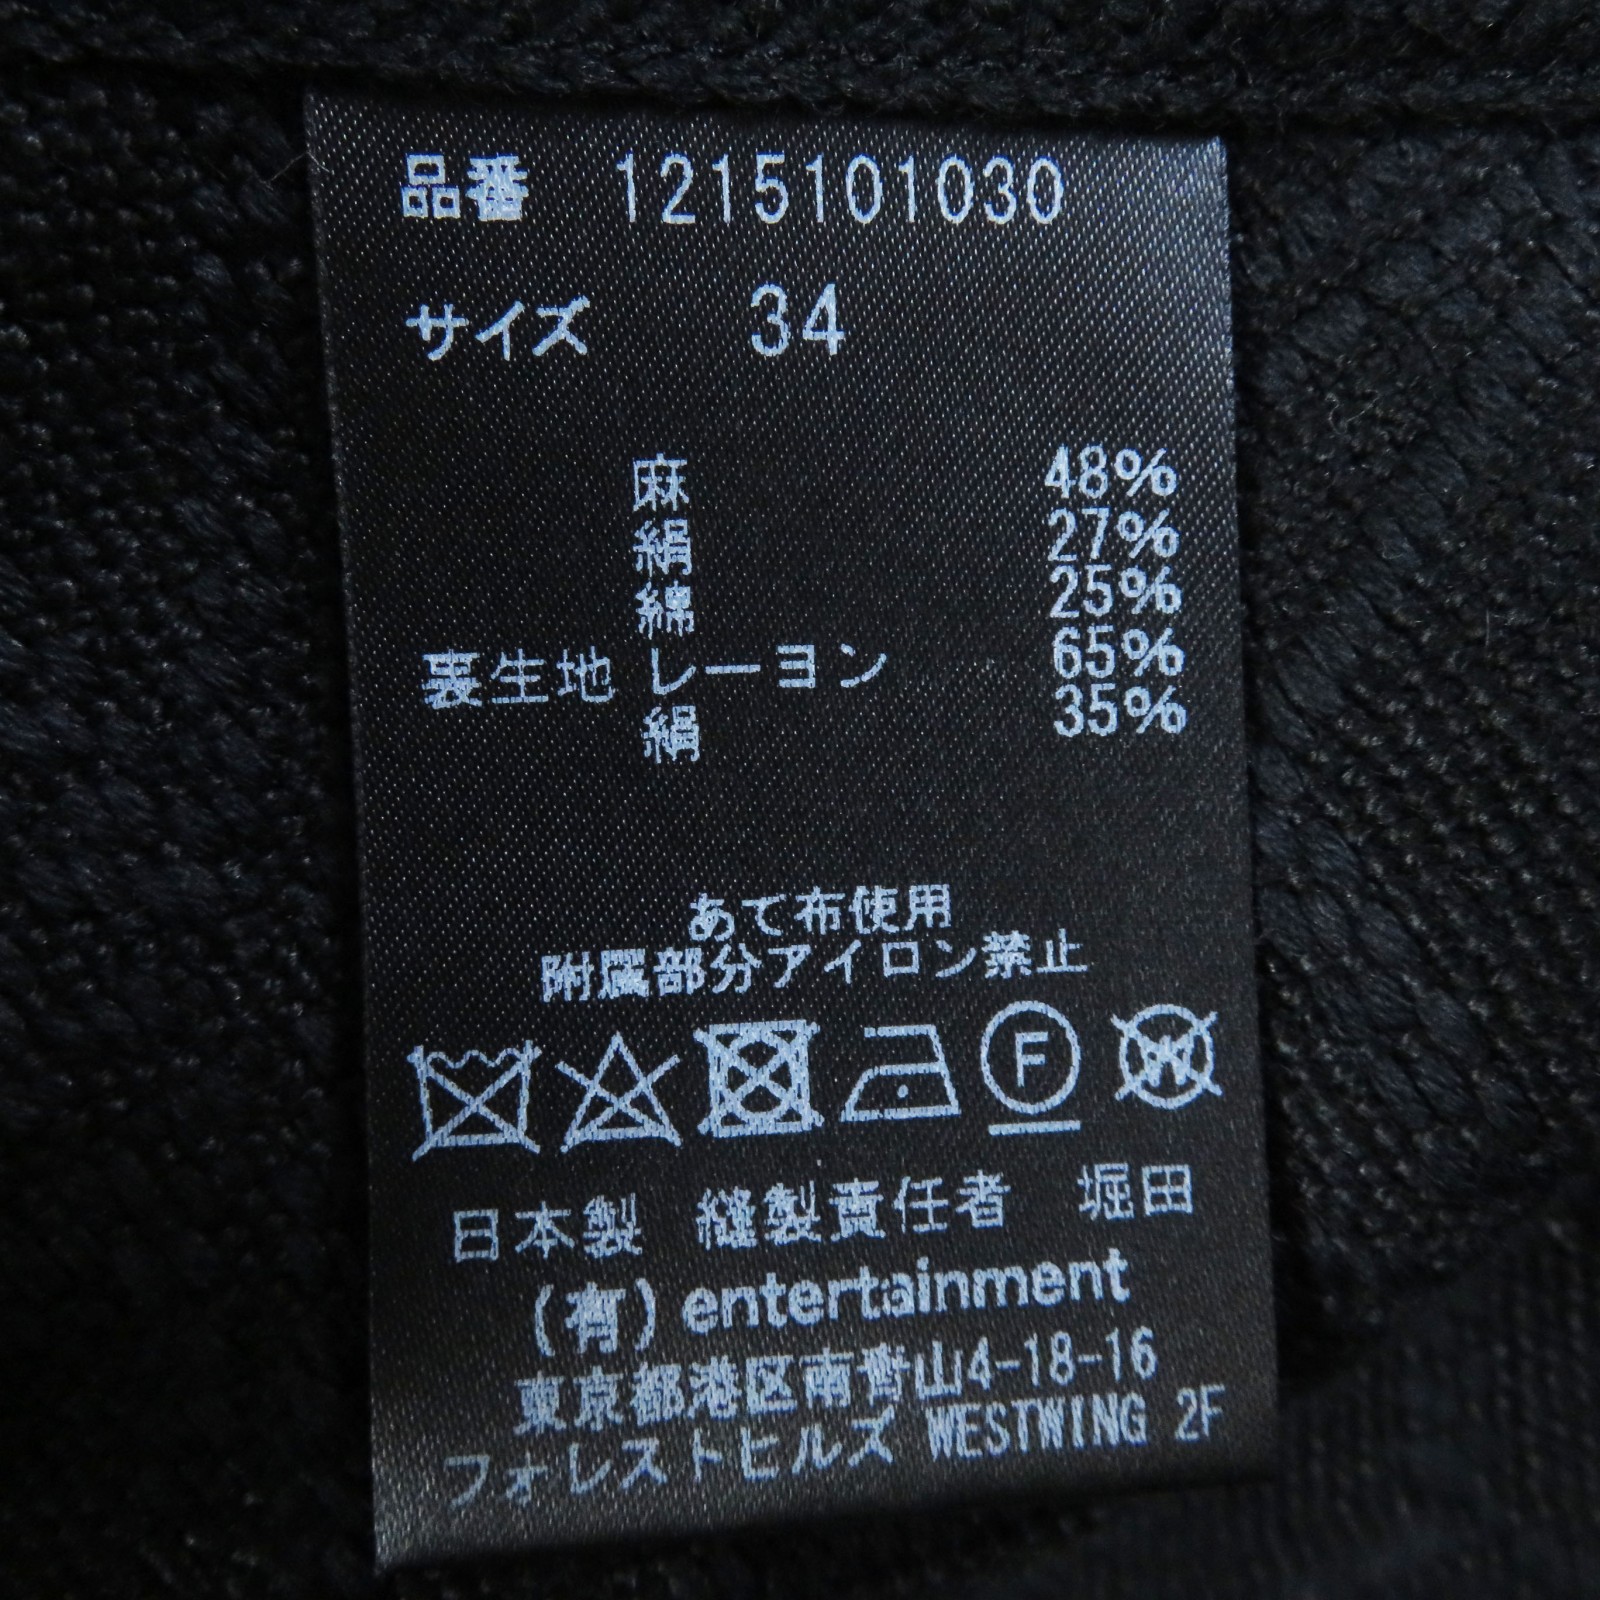 品番 1215101030
サイズ 34
麻 48%
絹 27%
綿 25%
裏生地 レーヨン 65%
絹 35%
あて布使用
附属部分アイロン禁止
F W
日本製 縫製責任者 堀田
(有) entertainment
東京都港区南青山4-18-16
フォレストヒルズ WESTWING 2F